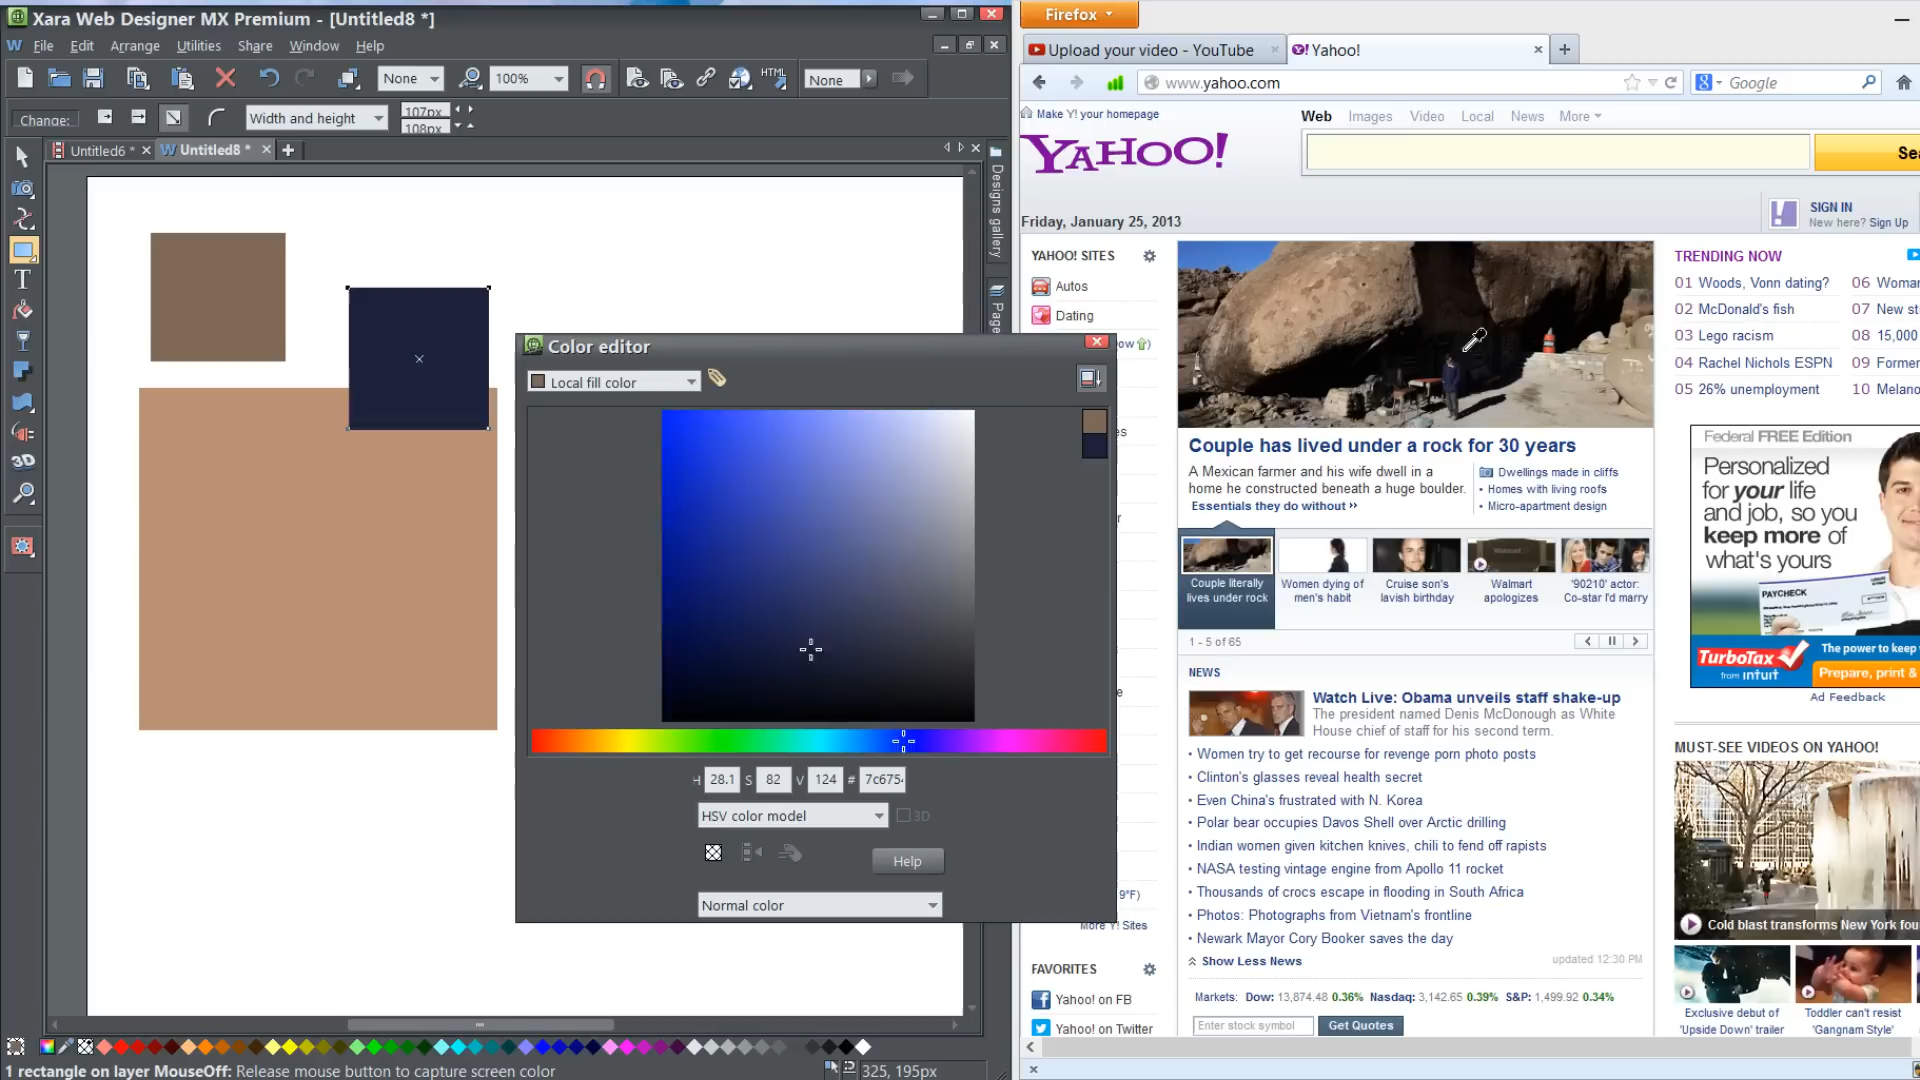 Xara Web Designer MX Premium - [Untitled8 *]
File Edit Arrange Utilities Share Window Help
None 100% HTML None
Change: Width and height 107px
108px
Untitled6 * Untitled8 *
Designs gallery
T
3D
Color editor
Local fill color
H 28.1 S 82 V 124 # 7c675
HSV color model 3D
Help
Normal color
1 rectangle on layer MouseOff: Release mouse button to capture screen color
325, 195px
Firefox
Upload your video - YouTube Yahoo!
www.yahoo.com
Google
Make Y! your homepage
YAHOO!
Web Images Video Local News More
Friday, January 25, 2013
SIGN IN
New here? Sign Up
YAHOO! SITES
Autos
Dating
More Y! Sites
FAVORITES
Yahoo! on FB
Yahoo! on Twitter
Couple has lived under a rock for 30 years
A Mexican farmer and his wife dwell in a
home he constructed beneath a huge boulder.
Essentials they do without »
Dwellings made in cliffs
• Homes with living roofs
• Micro-apartment design
Couple literally
lives under rock
Women dying of
men's habit
Cruise son's
lavish birthday
Walmart
apologizes
'90210' actor:
Co-star I'd marry
1 - 5 of 65
NEWS
Watch Live: Obama unveils staff shake-up
The president named Denis McDonough as White
House chief of staff for his second term.
• Women try to get recourse for revenge porn photo posts
• Clinton's glasses reveal health secret
• Even China's frustrated with N. Korea
• Polar bear occupies Davos Shell over Arctic drilling
• Indian women given kitchen knives, chili to fend off rapists
• NASA testing vintage engine from Apollo 11 rocket
• Thousands of crocs escape in flooding in South Africa
• Photos: Photographs from Vietnam's frontline
• Newark Mayor Cory Booker saves the day
Show Less News
updated 12:30 PM
Markets: Dow: 13,874.48 0.36% Nasdaq: 3,142.65 0.39% S&P: 1,499.92 0.34%
Enter stock symbol Get Quotes
TRENDING NOW
01 Woods, Vonn dating?
02 McDonald's fish
03 Lego racism
04 Rachel Nichols ESPN
05 26% unemployment
06
07
08 15,000
09
10
Federal FREE Edition
Personalized
for your life
and job, so you
keep more of
what's yours
PAYCHECK
TurboTax
from intuit
The power to keep
Prepare, print &
Ad Feedback
MUST-SEE VIDEOS ON YAHOO!
Cold blast transforms New York
Exclusive debut of
'Upside Down' trailer
Toddler can't resist
'Gangnam Style'